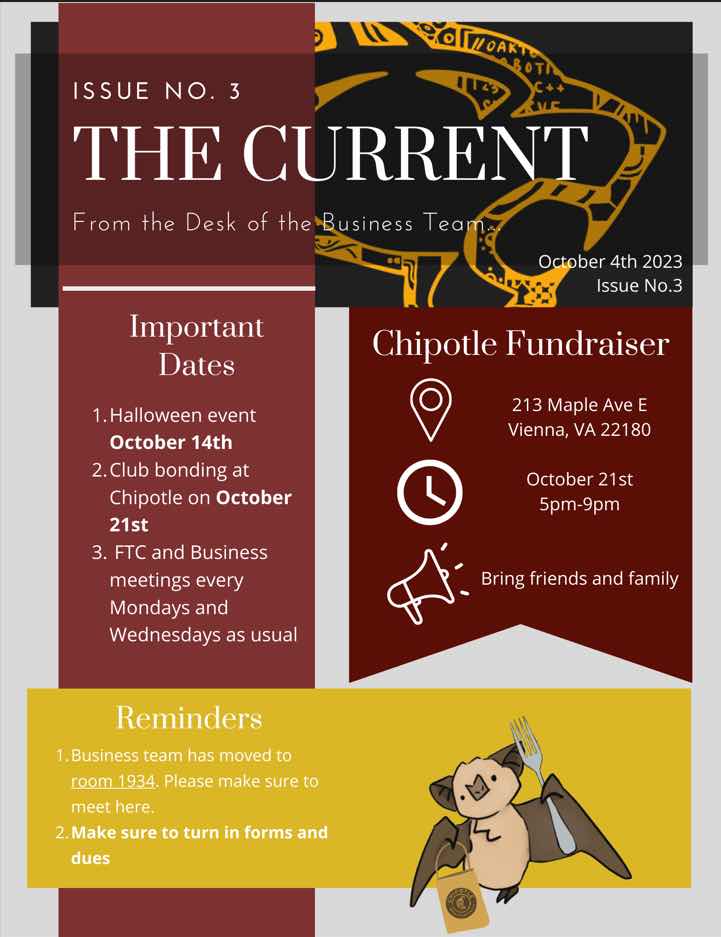 ISSUE NO. 3
THE CURRENT
From the Desk of the Business Team...
October 4th 2023
Issue No.3
OAKTO
ROBOTI
C++
Important
Dates
1. Halloween event
October 14th
2. Club bonding at
Chipotle on October
21st
3. FTC and Business
meetings every
Mondays and
Wednesdays as usual
Chipotle Fundraiser
213 Maple Ave E
Vienna, VA 22180
October 21st
5pm-9pm
Bring friends and family
Reminders
1. Business team has moved to
room 1934. Please make sure to
meet here.
2. Make sure to turn in forms and
dues